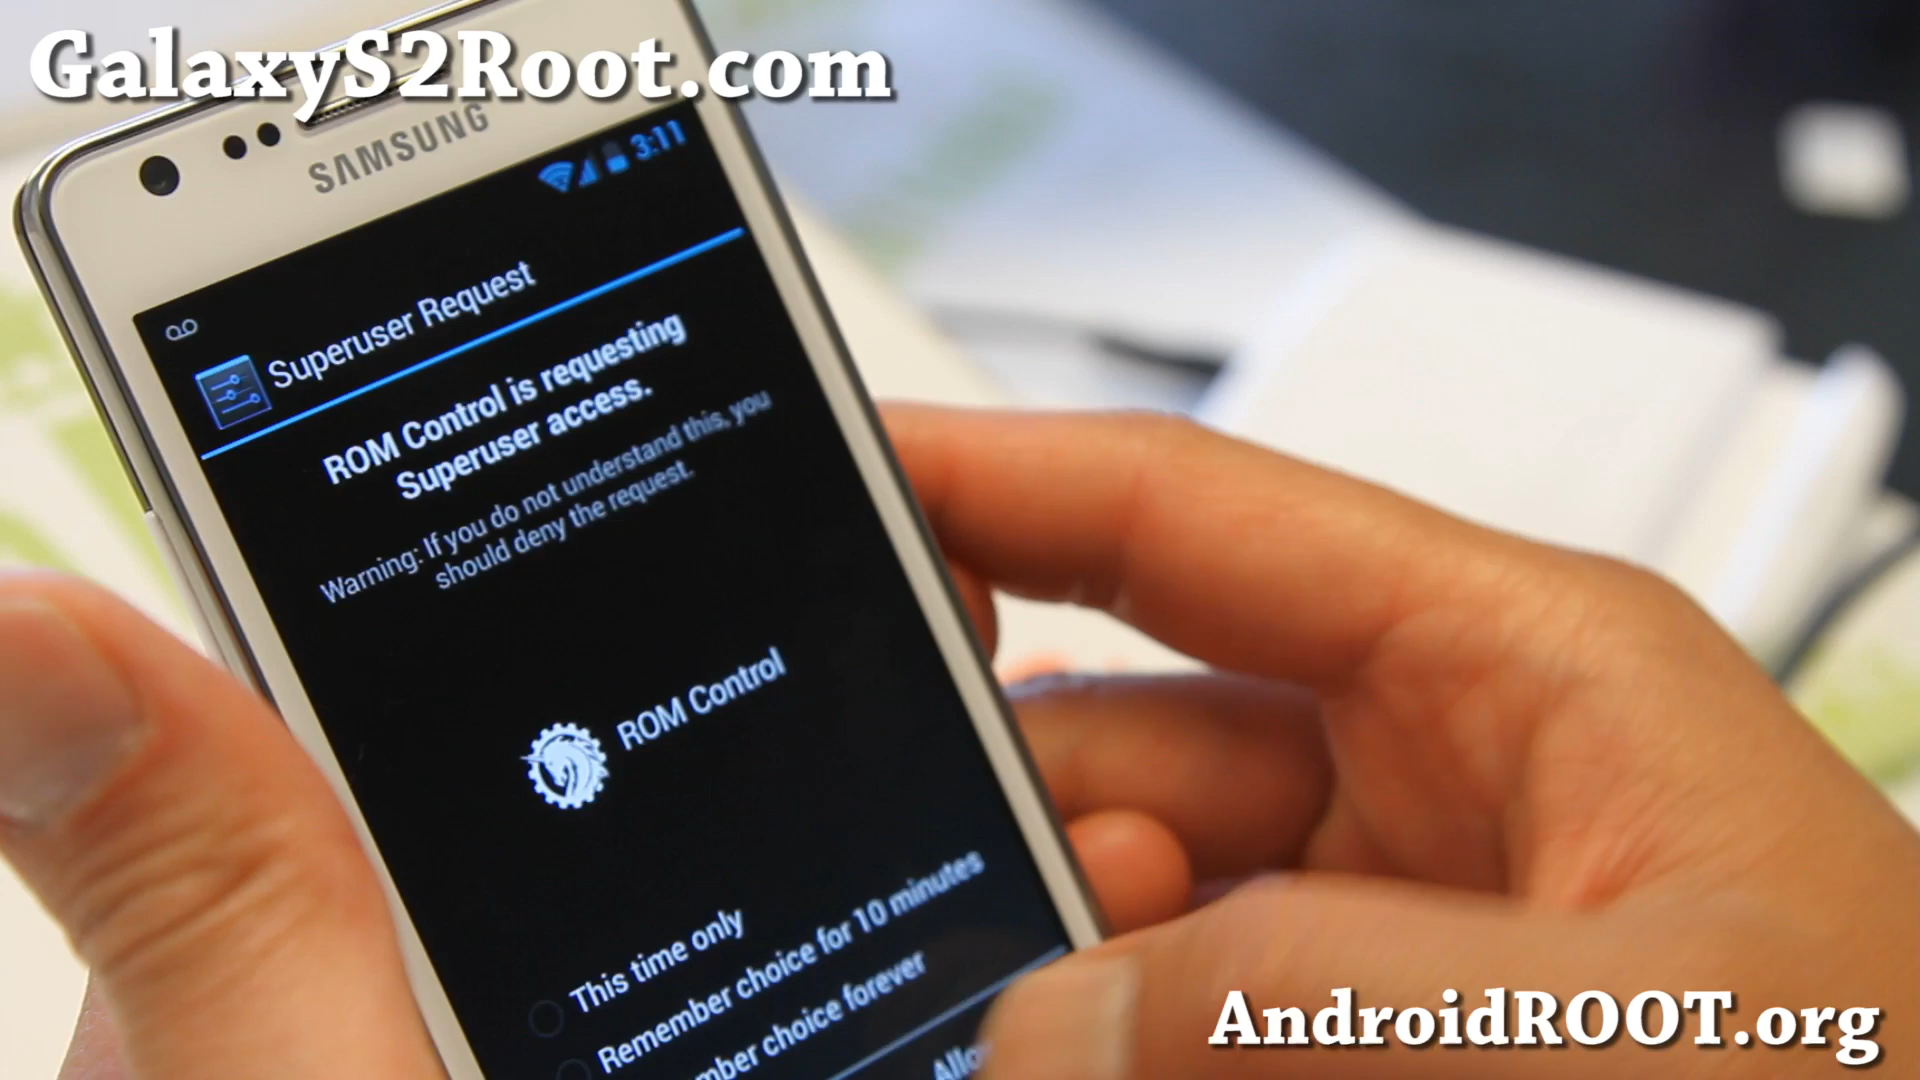 GalaxyS2Root.com
SAMSUNG
3:11
Superuser Request
ROM Control is requesting
Superuser access.
Warning: If you do not understand this, you
should deny the request.
ROM Control
This time only
Remember choice for 10 minutes
choice forever
AndroidROOT.org